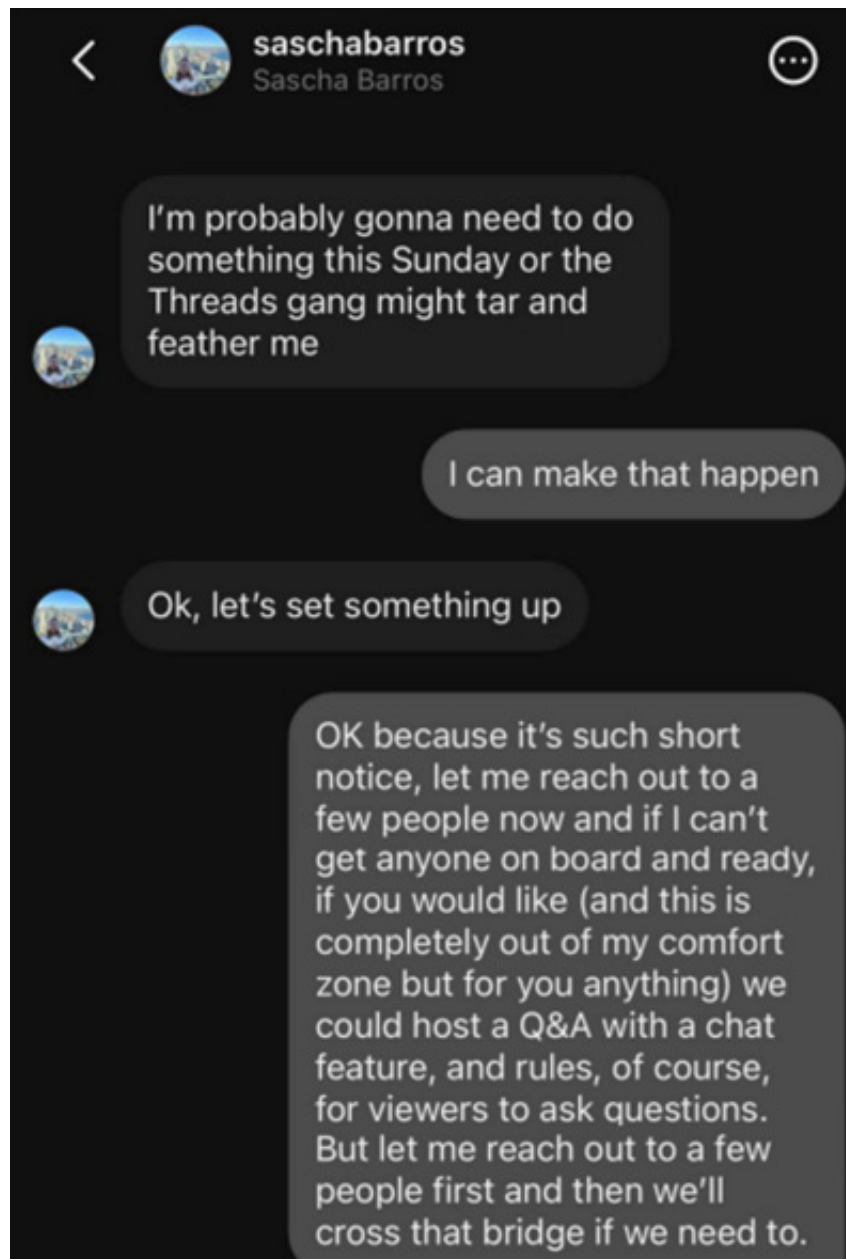 saschabarros
Sascha Barros
I'm probably gonna need to do
something this Sunday or the
Threads gang might tar and
feather me
I can make that happen
Ok, let's set something up
OK because it's such short
notice, let me reach out to a
few people now and if I can't
get anyone on board and ready,
if you would like (and this is
completely out of my comfort
zone but for you anything) we
could host a Q&A with a chat
feature, and rules, of course,
for viewers to ask questions.
But let me reach out to a few
people first and then we'll
cross that bridge if we need to.